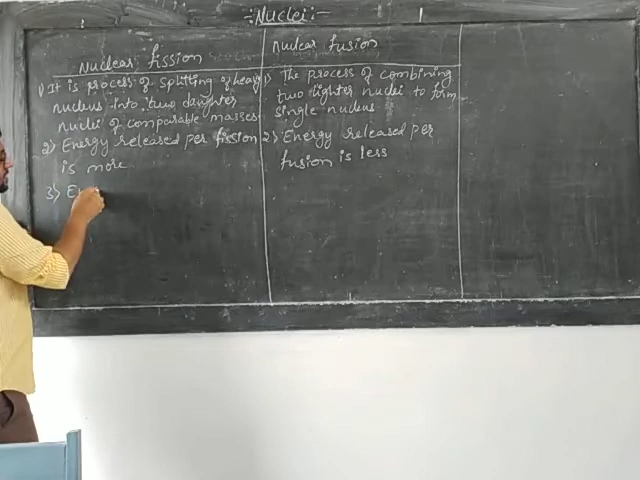 Nuclei:-
Nuclear fission
1) It is process of splitting of heavy
nucleus into two daughter
nuclei of comparable masses
2) Energy released per fission
is more
3) E
nuclear fusion
1) The process of combining
two lighter nuclei to form
single nucleus
2) Energy released per
fusion is less